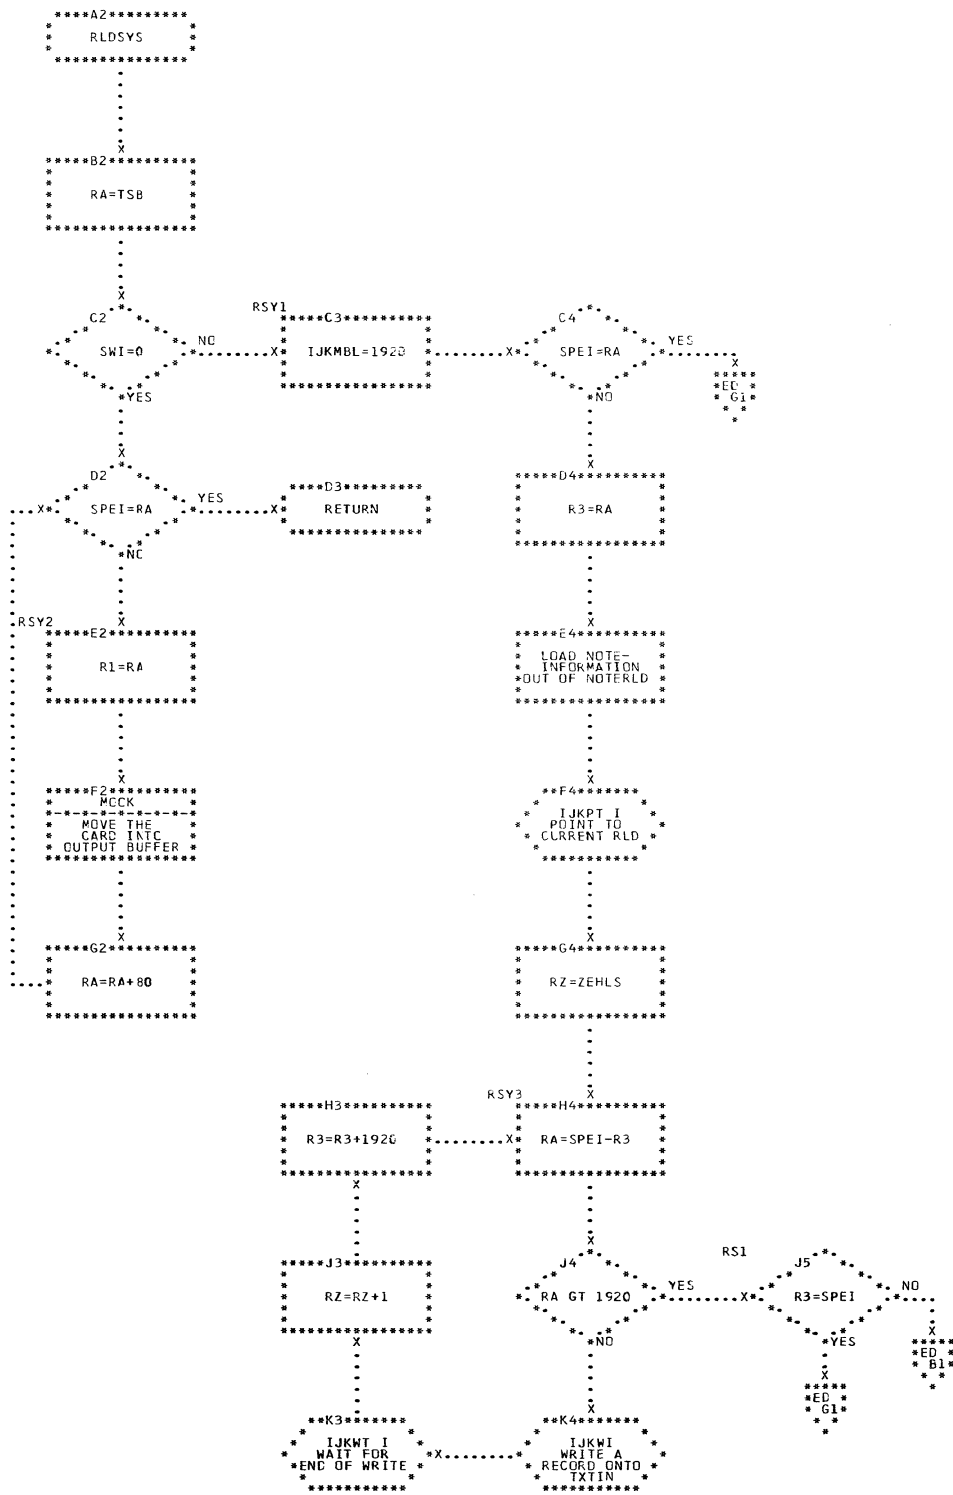 A2
RLDSYS
B2
RA=TSB
C2
SWI=0
NO
YES
RSY1
C3
IJKMBL=1920
C4
SPEI=RA
YES
NO
ED
G1
D2
SPEI=RA
YES
NO
D3
RETURN
D4
R3=RA
RSY2
E2
R1=RA
E4
LOAD NOTE-
INFORMATION
OUT OF NOTERLD
F2
MCCK
MOVE THE
CARD INTC
OUTPUT BUFFER
F4
IJKPT I
POINT TO
CURRENT RLD
G2
RA=RA+80
G4
RZ=ZEHLS
H3
R3=R3+1920
RSY3
H4
RA=SPEI-R3
J3
RZ=RZ+1
J4
RA GT 1920
YES
NO
RS1
J5
R3=SPEI
NO
YES
ED
B1
ED
G1
K3
IJKWT I
WAIT FOR
END OF WRITE
K4
IJKWI
WRITE A
RECORD ONTO
TXTIN